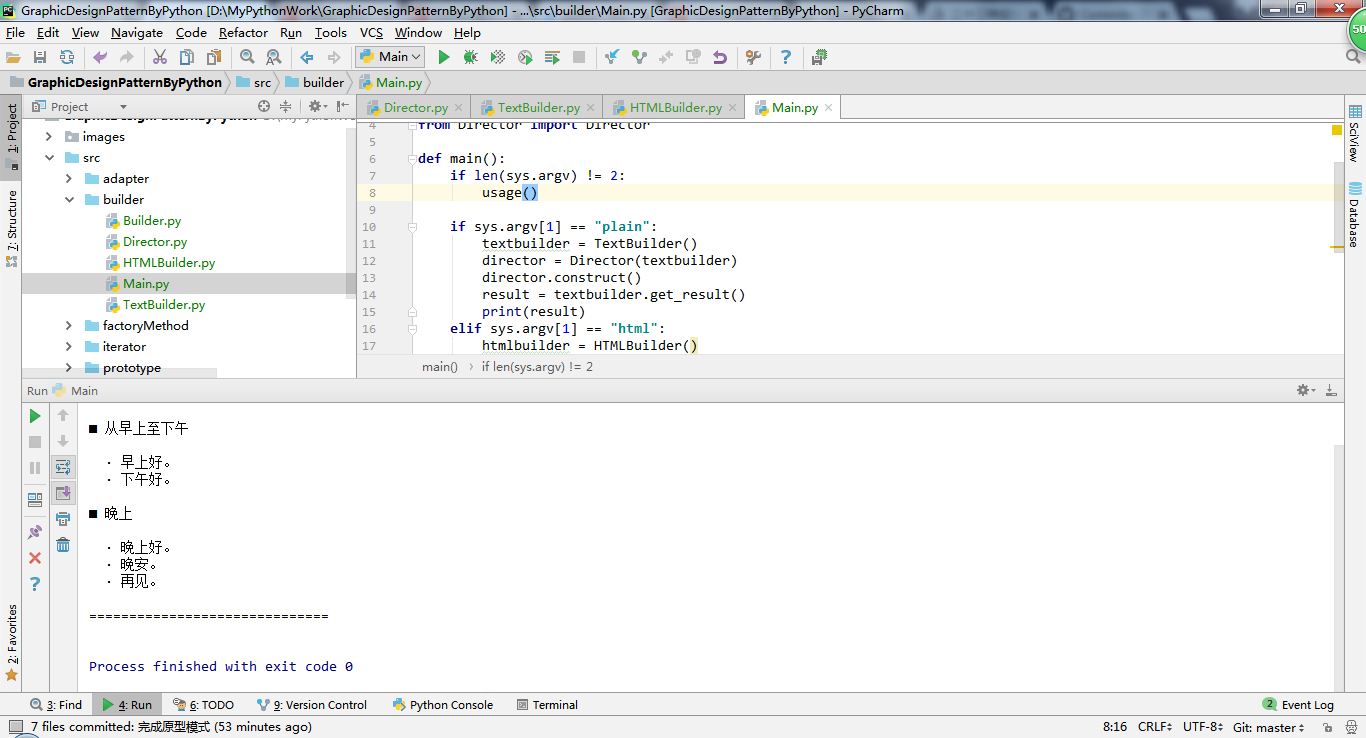 GraphicDesignPatternByPython [D:\MyPythonWork\GraphicDesignPatternByPython] - ...\src\builder\Main.py [GraphicDesignPatternByPython] - PyCharm
File Edit View Navigate Code Refactor Run Tools VCS Window Help
50
Main
GraphicDesignPatternByPython src builder Main.py
Project
Director.py TextBuilder.py HTMLBuilder.py Main.py
1: Project
7: Structure
2: Favorites
images
src
adapter
builder
Builder.py
Director.py
HTMLBuilder.py
Main.py
TextBuilder.py
factoryMethod
iterator
prototype
4 from Director import Director
5
6 def main():
7 if len(sys.argv) != 2:
8 usage()
9
10 if sys.argv[1] == "plain":
11 textbuilder = TextBuilder()
12 director = Director(textbuilder)
13 director.construct()
14 result = textbuilder.get_result()
15 print(result)
16 elif sys.argv[1] == "html":
17 htmlbuilder = HTMLBuilder()
main() › if len(sys.argv) != 2
SciView
Database
Run Main
■ 从早上至下午
· 早上好。
· 下午好。
■ 晚上
· 晚上好。
· 晚安。
· 再见。
==============================
Process finished with exit code 0
3: Find 4: Run 6: TODO 9: Version Control Python Console Terminal 2 Event Log
7 files committed: 完成原型模式 (53 minutes ago) 8:16 CRLF UTF-8 Git: master